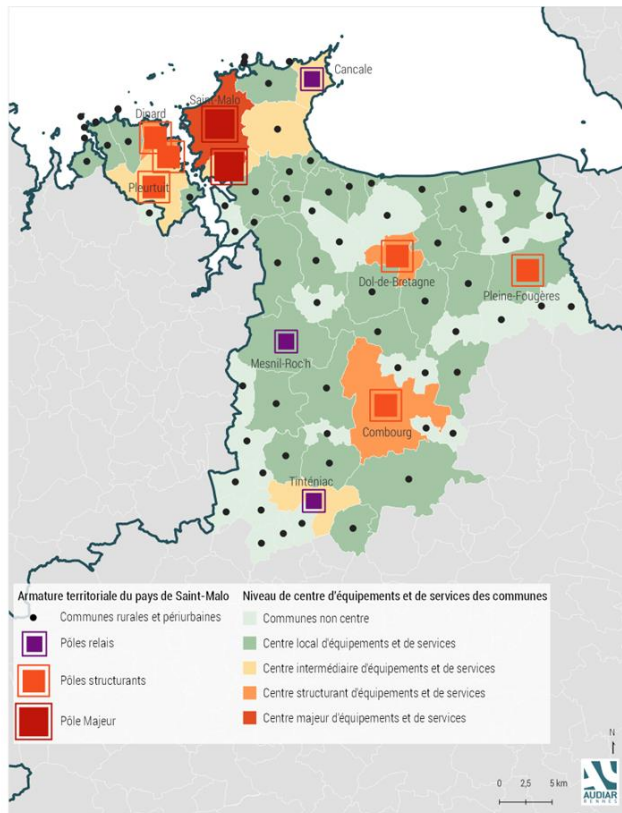 Cancale
Saint-Malo
Dinard
Pleurtuit
Dol-de-Bretagne
Pleine-Fougères
Mesnil-Roc'h
Combourg
Tinténiac
Armature territoriale du pays de Saint-Malo
Communes rurales et périurbaines
Pôles relais
Pôles structurants
Pôle Majeur
Niveau de centre d'équipements et de services des communes
Communes non centre
Centre local d'équipements et de services
Centre intermédiaire d'équipements et de services
Centre structurant d'équipements et de services
Centre majeur d'équipements et de services
N
0 2,5 5 km
AUDIAR
RENNES